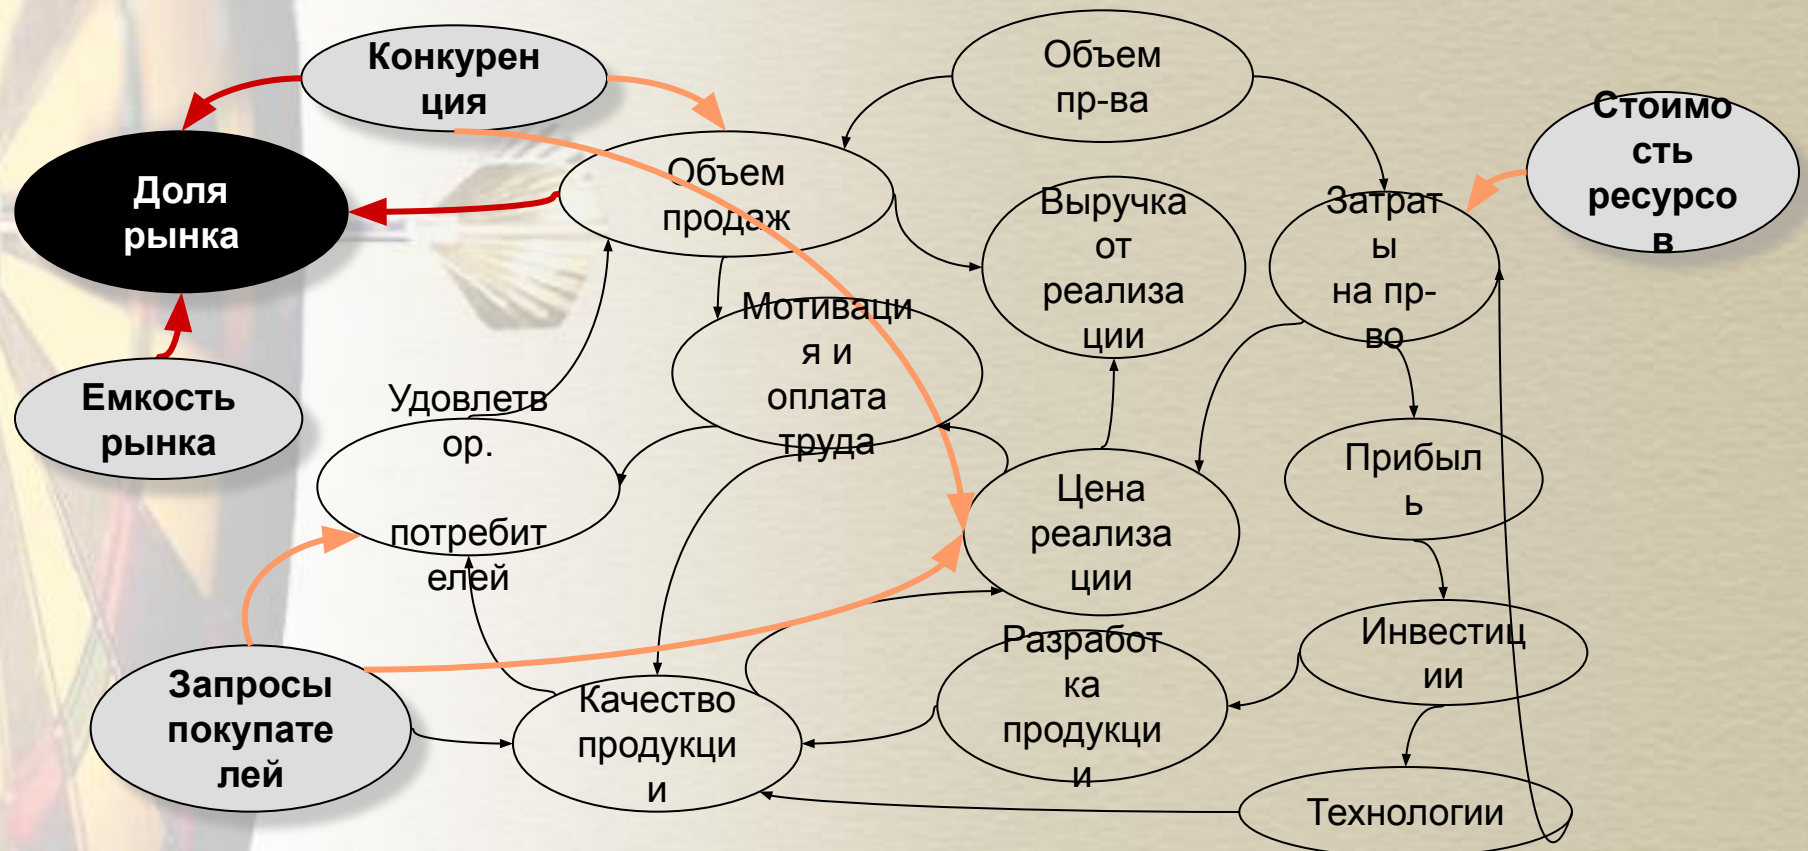 Конкурен
ция
Объем
пр-ва
Стоимо
сть
ресурсо
в
Доля
рынка
Объем
продаж
Выручка
от
реализа
ции
Затрат
ы
на пр-
во
Мотиваци
я и
оплата
труда
Емкость
рынка
Удовлетв
ор.
потребит
елей
Прибыл
ь
Цена
реализа
ции
Запросы
покупате
лей
Качество
продукци
и
Разработ
ка
продукци
и
Инвестиц
ии
Технологии